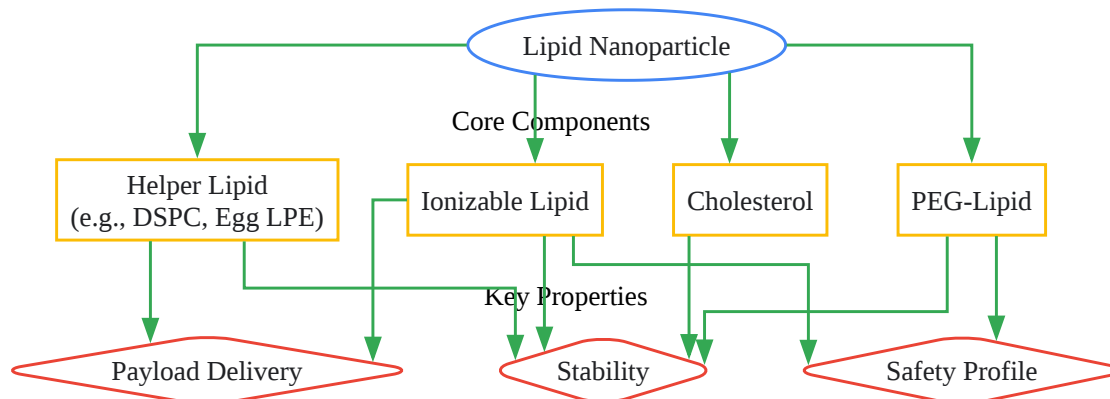 Lipid Nanoparticle
Core Components
Helper Lipid
(e.g., DSPC, Egg LPE)
Ionizable Lipid
Cholesterol
PEG-Lipid
Key Properties
Payload Delivery
Stability
Safety Profile